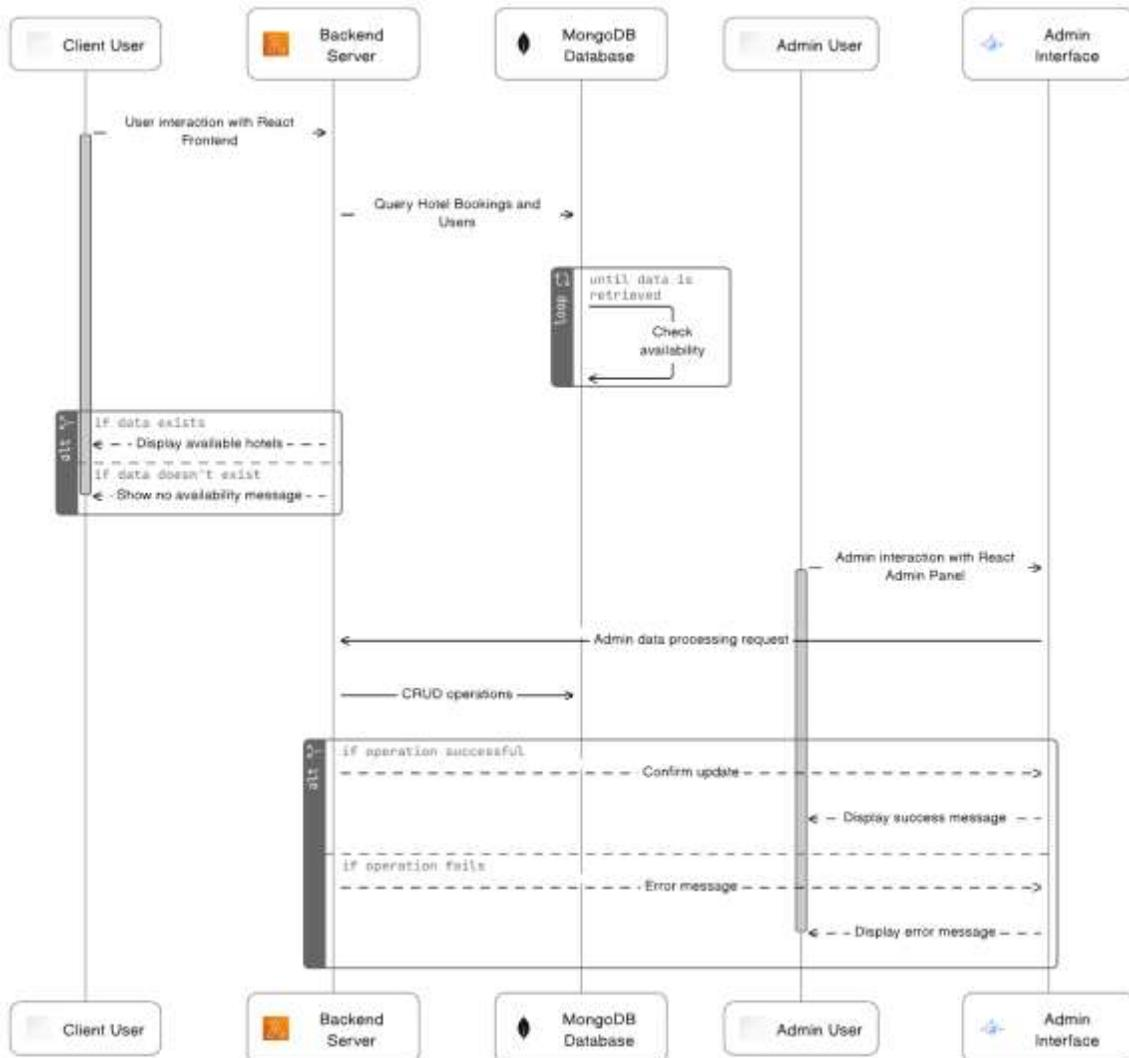 Client User
Backend
Server
MongoDB
Database
Admin User
Admin
Interface
User interaction with React
Frontend
Query Hotel Bookings and
Users
loop
until data is
retrieved
Check
availability
alt
if data exists
Display available hotels
if data doesn't exist
Show no availability message
Admin interaction with React
Admin Panel
Admin data processing request
CRUD operations
alt
if operation successful
Confirm update
Display success message
if operation fails
Error message
Display error message
Client User
Backend
Server
MongoDB
Database
Admin User
Admin
Interface